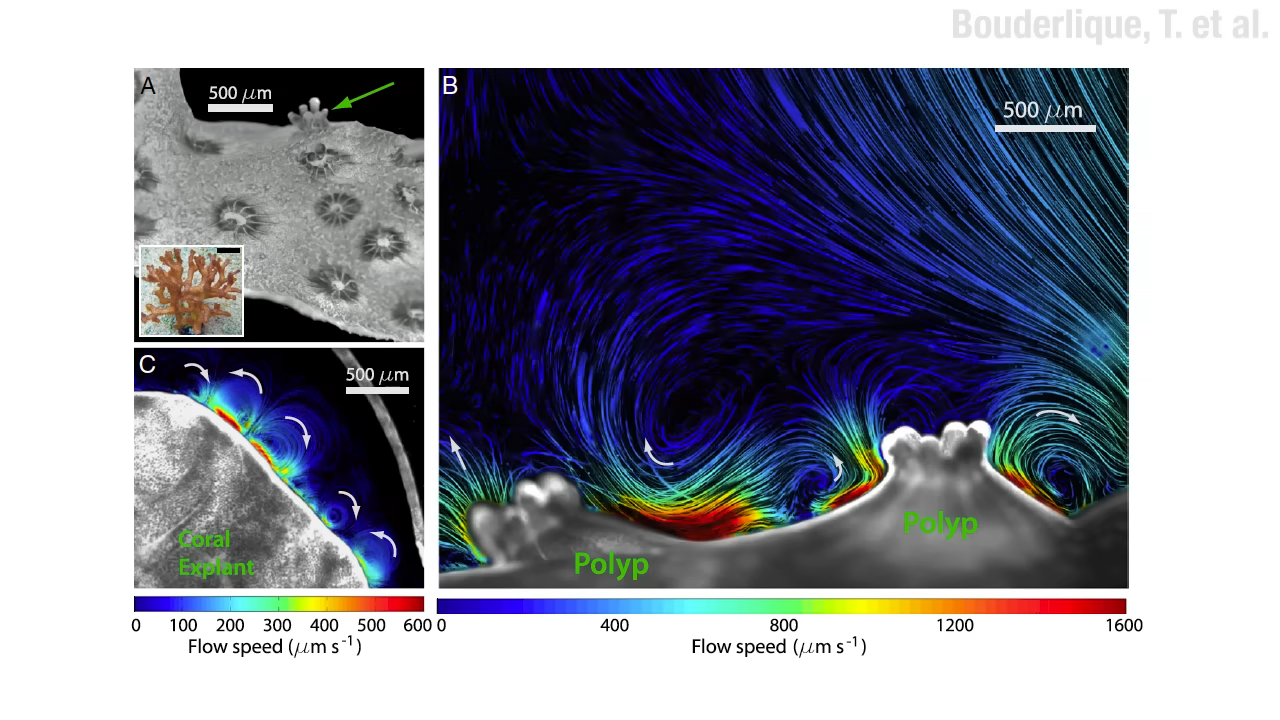 Bouderlique, T. et al.
A
500 μm
B
500 μm
C
500 μm
Coral
Explant
Polyp
Polyp
0 100 200 300 400 500 600
Flow speed (μm s-1)
0 400 800 1200 1600
Flow speed (μm s-1)